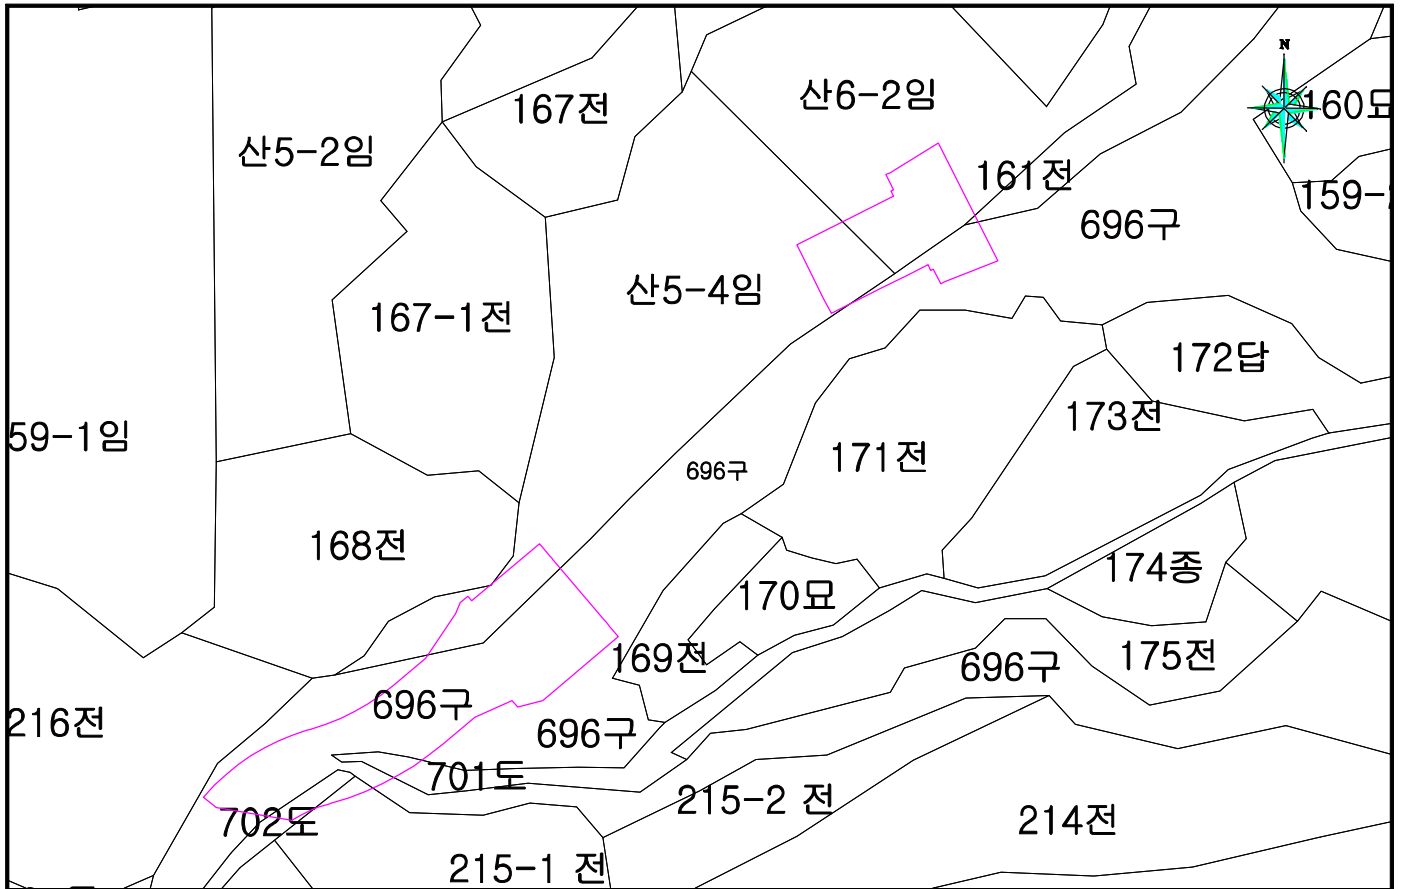 N
산6-2임
167전
160묘
산5-2임
161전
159-
696구
산5-4임
167-1전
172답
173전
59-1임
171전
696구
168전
174종
170묘
169전
175전
696구
696구
216전
696구
701도
215-2 전
702도
214전
215-1 전